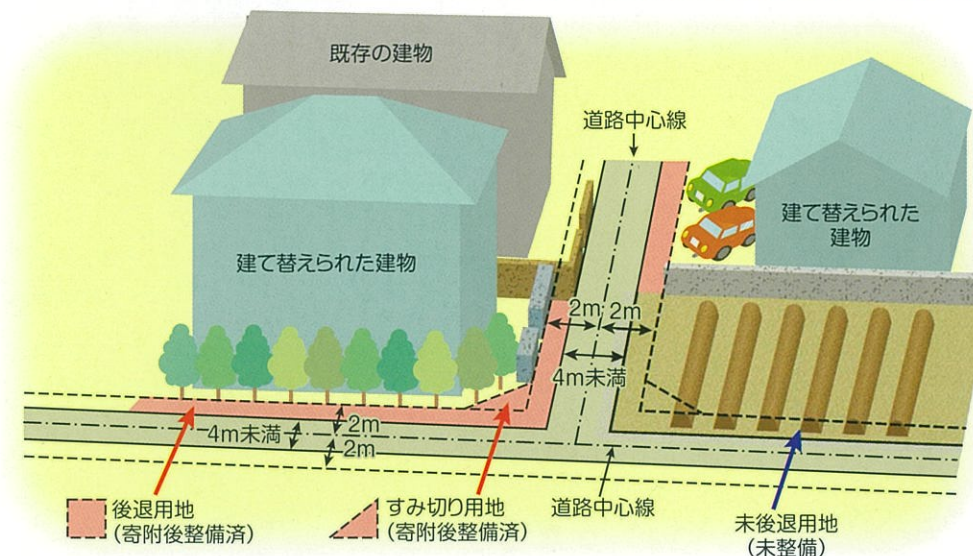 既存の建物
道路中心線
建て替えられた建物
建て替えられた
建物
2m
2m
4m未満
4m未満
2m
2m
後退用地
(寄附後整備済)
すみ切り用地
(寄附後整備済)
道路中心線
未後退用地
(未整備)